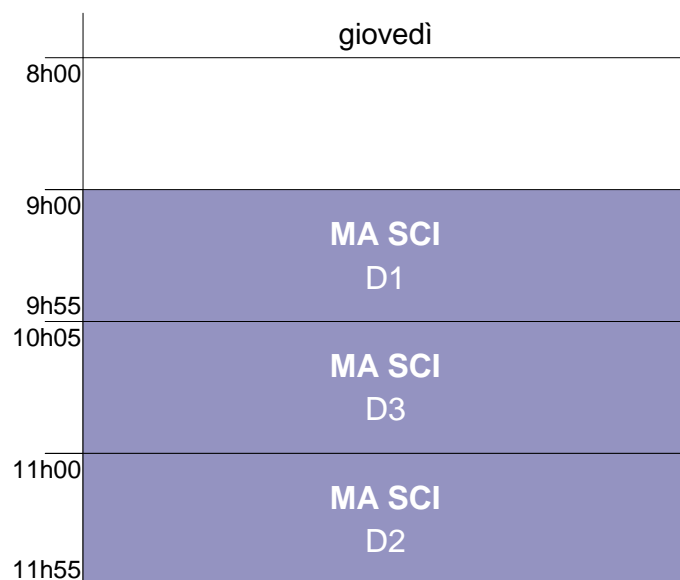 giovedì
8h00
9h00
MA SCI
D1
9h55
10h05
MA SCI
D3
11h00
MA SCI
D2
11h55